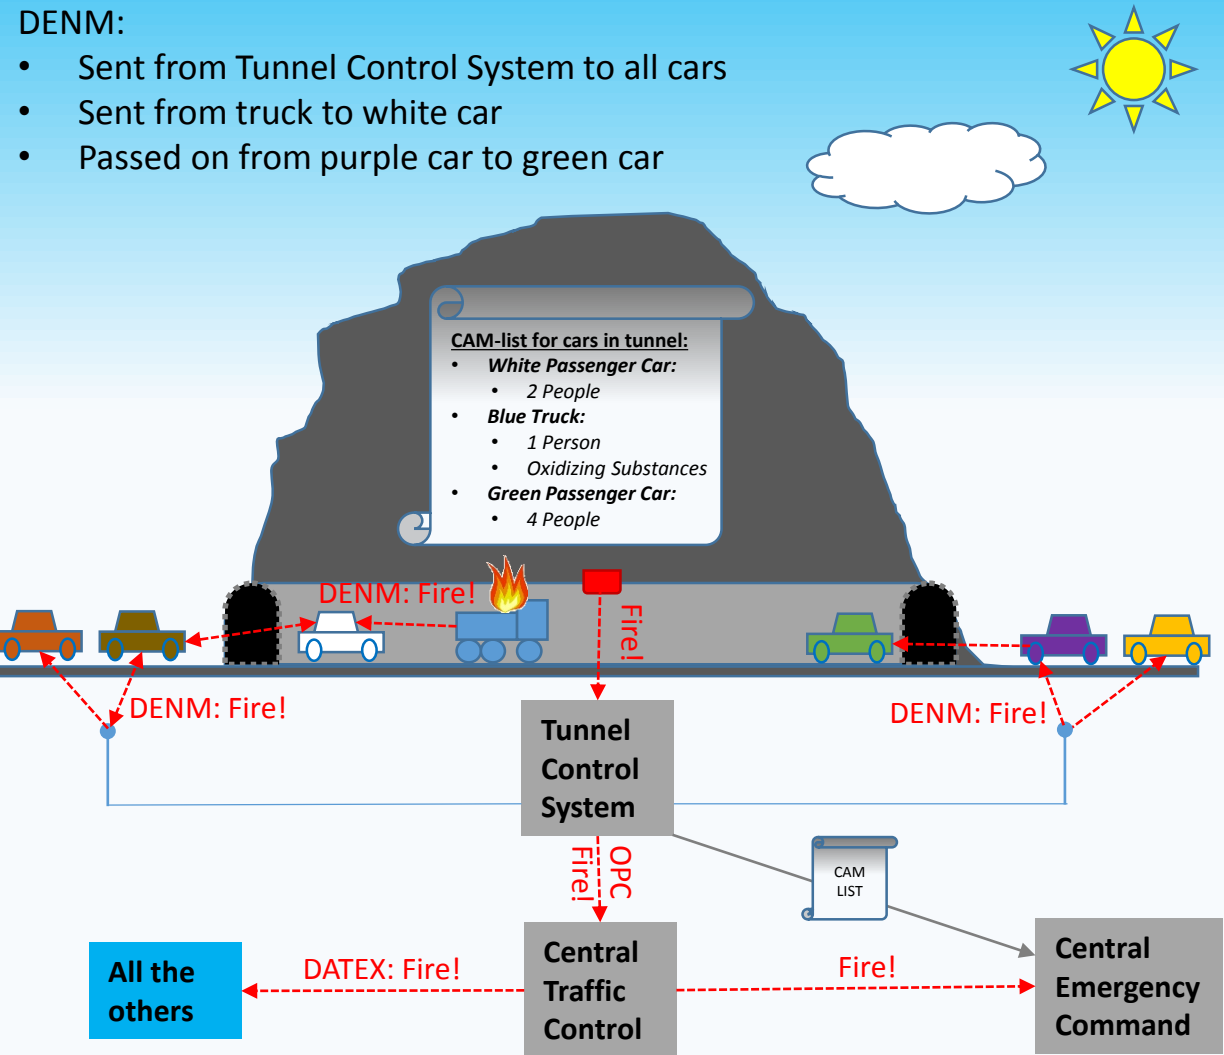 DENM:
• Sent from Tunnel Control System to all cars
• Sent from truck to white car
• Passed on from purple car to green car
CAM-list for cars in tunnel:
• White Passenger Car:
• 2 People
• Blue Truck:
• 1 Person
• Oxidizing Substances
• Green Passenger Car:
• 4 People
DENM: Fire!
Fire!
DENM: Fire!
DENM: Fire!
Tunnel
Control
System
OPC
Fire!
CAM
LIST
All the
others
DATEX: Fire!
Central
Traffic
Control
Fire!
Central
Emergency
Command